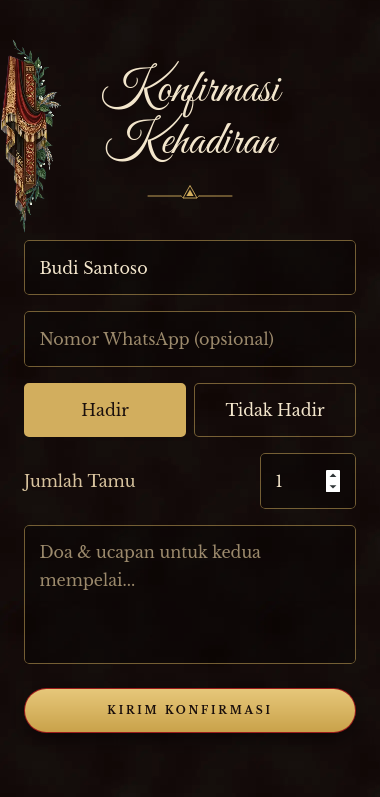 Konfirmasi
Kehadiran
Budi Santoso
Nomor WhatsApp (opsional)
Hadir
Tidak Hadir
Jumlah Tamu
1
Doa & ucapan untuk kedua
mempelai...
KIRIM KONFIRMASI